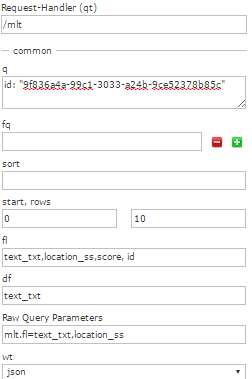 Request-Handler (qt)
/mlt
common
q
id: "9f836a4a-99c1-3033-a24b-9ce52378b85c"
fq
sort
start, rows
0 10
fl
text_txt,location_ss,score, id
df
text_txt
Raw Query Parameters
mlt.fl=text_txt,location_ss
wt
json